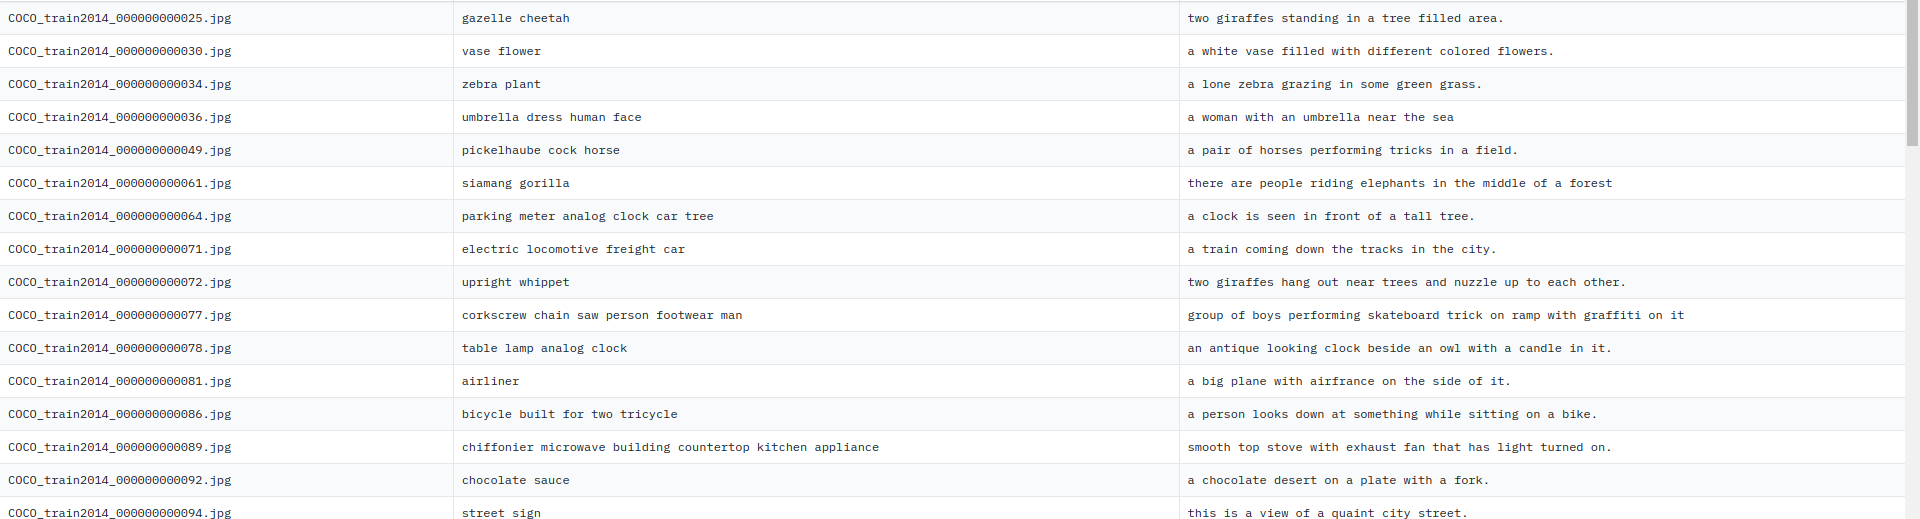 COCO_train2014_000000000025.jpg gazelle cheetah two giraffes standing in a tree filled area.
COCO_train2014_000000000030.jpg vase flower a white vase filled with different colored flowers.
COCO_train2014_000000000034.jpg zebra plant a lone zebra grazing in some green grass.
COCO_train2014_000000000036.jpg umbrella dress human face a woman with an umbrella near the sea
COCO_train2014_000000000049.jpg pickelhaube cock horse a pair of horses performing tricks in a field.
COCO_train2014_000000000061.jpg siamang gorilla there are people riding elephants in the middle of a forest
COCO_train2014_000000000064.jpg parking meter analog clock car tree a clock is seen in front of a tall tree.
COCO_train2014_000000000071.jpg electric locomotive freight car a train coming down the tracks in the city.
COCO_train2014_000000000072.jpg upright whippet two giraffes hang out near trees and nuzzle up to each other.
COCO_train2014_000000000077.jpg corkscrew chain saw person footwear man group of boys performing skateboard trick on ramp with graffiti on it
COCO_train2014_000000000078.jpg table lamp analog clock an antique looking clock beside an owl with a candle in it.
COCO_train2014_000000000081.jpg airliner a big plane with airfrance on the side of it.
COCO_train2014_000000000086.jpg bicycle built for two tricycle a person looks down at something while sitting on a bike.
COCO_train2014_000000000089.jpg chiffonier microwave building countertop kitchen appliance smooth top stove with exhaust fan that has light turned on.
COCO_train2014_000000000092.jpg chocolate sauce a chocolate desert on a plate with a fork.
COCO_train2014_000000000094.jpg street sign this is a view of a quaint city street.